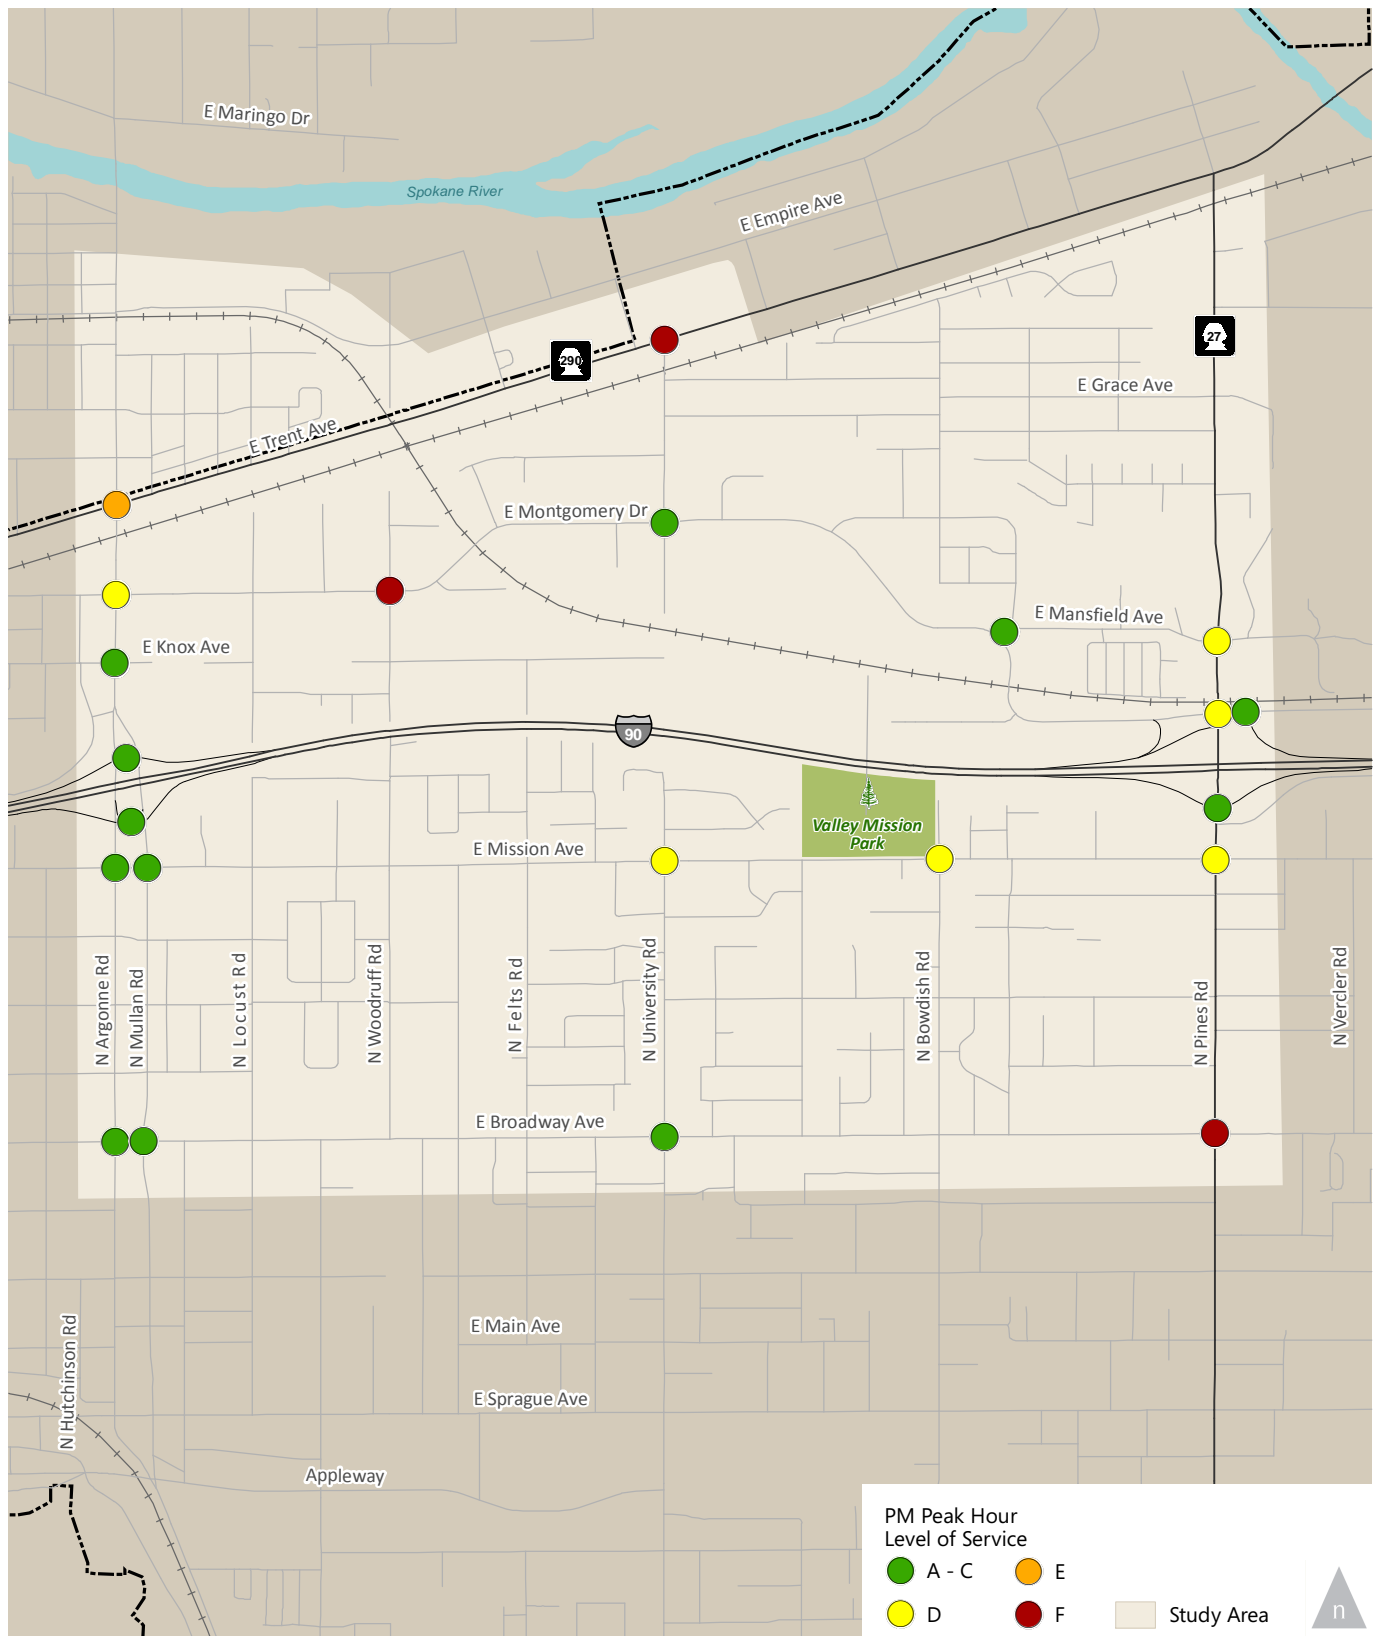 E Maringo Dr
Spokane River
E Empire Ave
27
290
E Grace Ave
E Trent Ave
E Montgomery Dr
E Mansfield Ave
E Knox Ave
90
Valley Mission
Park
E Mission Ave
N Argonne Rd
N Mullan Rd
N Locust Rd
N Woodruff Rd
N Felts Rd
N University Rd
N Bowdish Rd
N Pines Rd
N Vercler Rd
E Broadway Ave
E Main Ave
N Hutchinson Rd
E Sprague Ave
Appleway
PM Peak Hour
Level of Service
A - C
E
D
F
Study Area
n